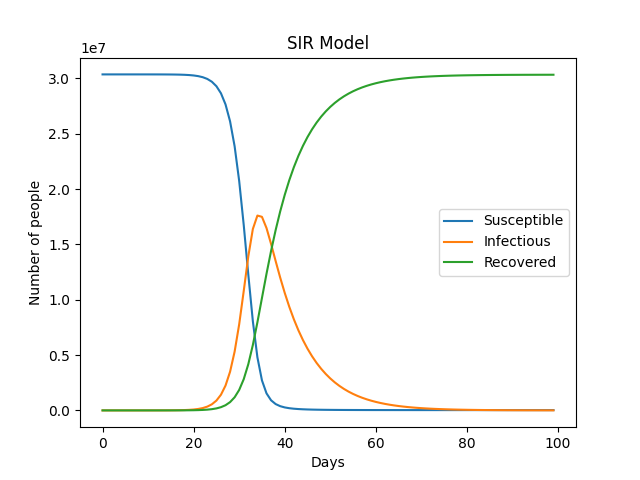 SIR Model
1e7
3.0
2.5
2.0
1.5
1.0
0.5
0.0
Number of people
Susceptible
Infectious
Recovered
0 20 40 60 80 100
Days